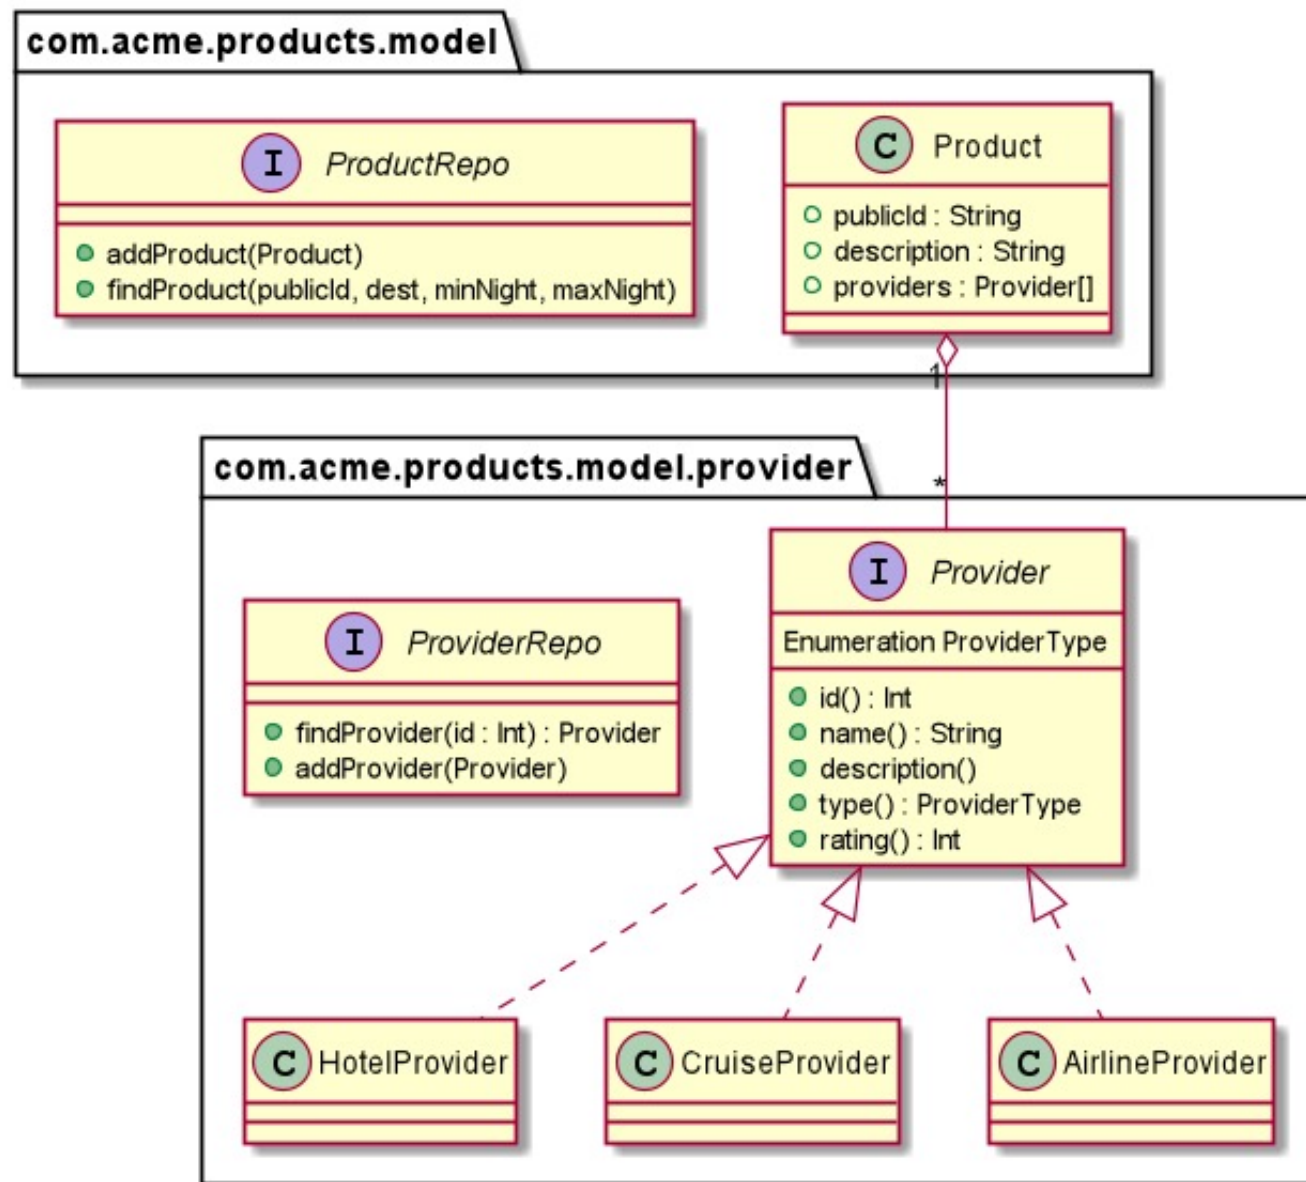 com.acme.products.model
I ProductRepo
addProduct(Product)
findProduct(publicId, dest, minNight, maxNight)
C Product
publicId : String
description : String
providers : Provider[]
1
*
com.acme.products.model.provider
I ProviderRepo
findProvider(id : Int) : Provider
addProvider(Provider)
I Provider
Enumeration ProviderType
id() : Int
name() : String
description()
type() : ProviderType
rating() : Int
C HotelProvider
C CruiseProvider
C AirlineProvider